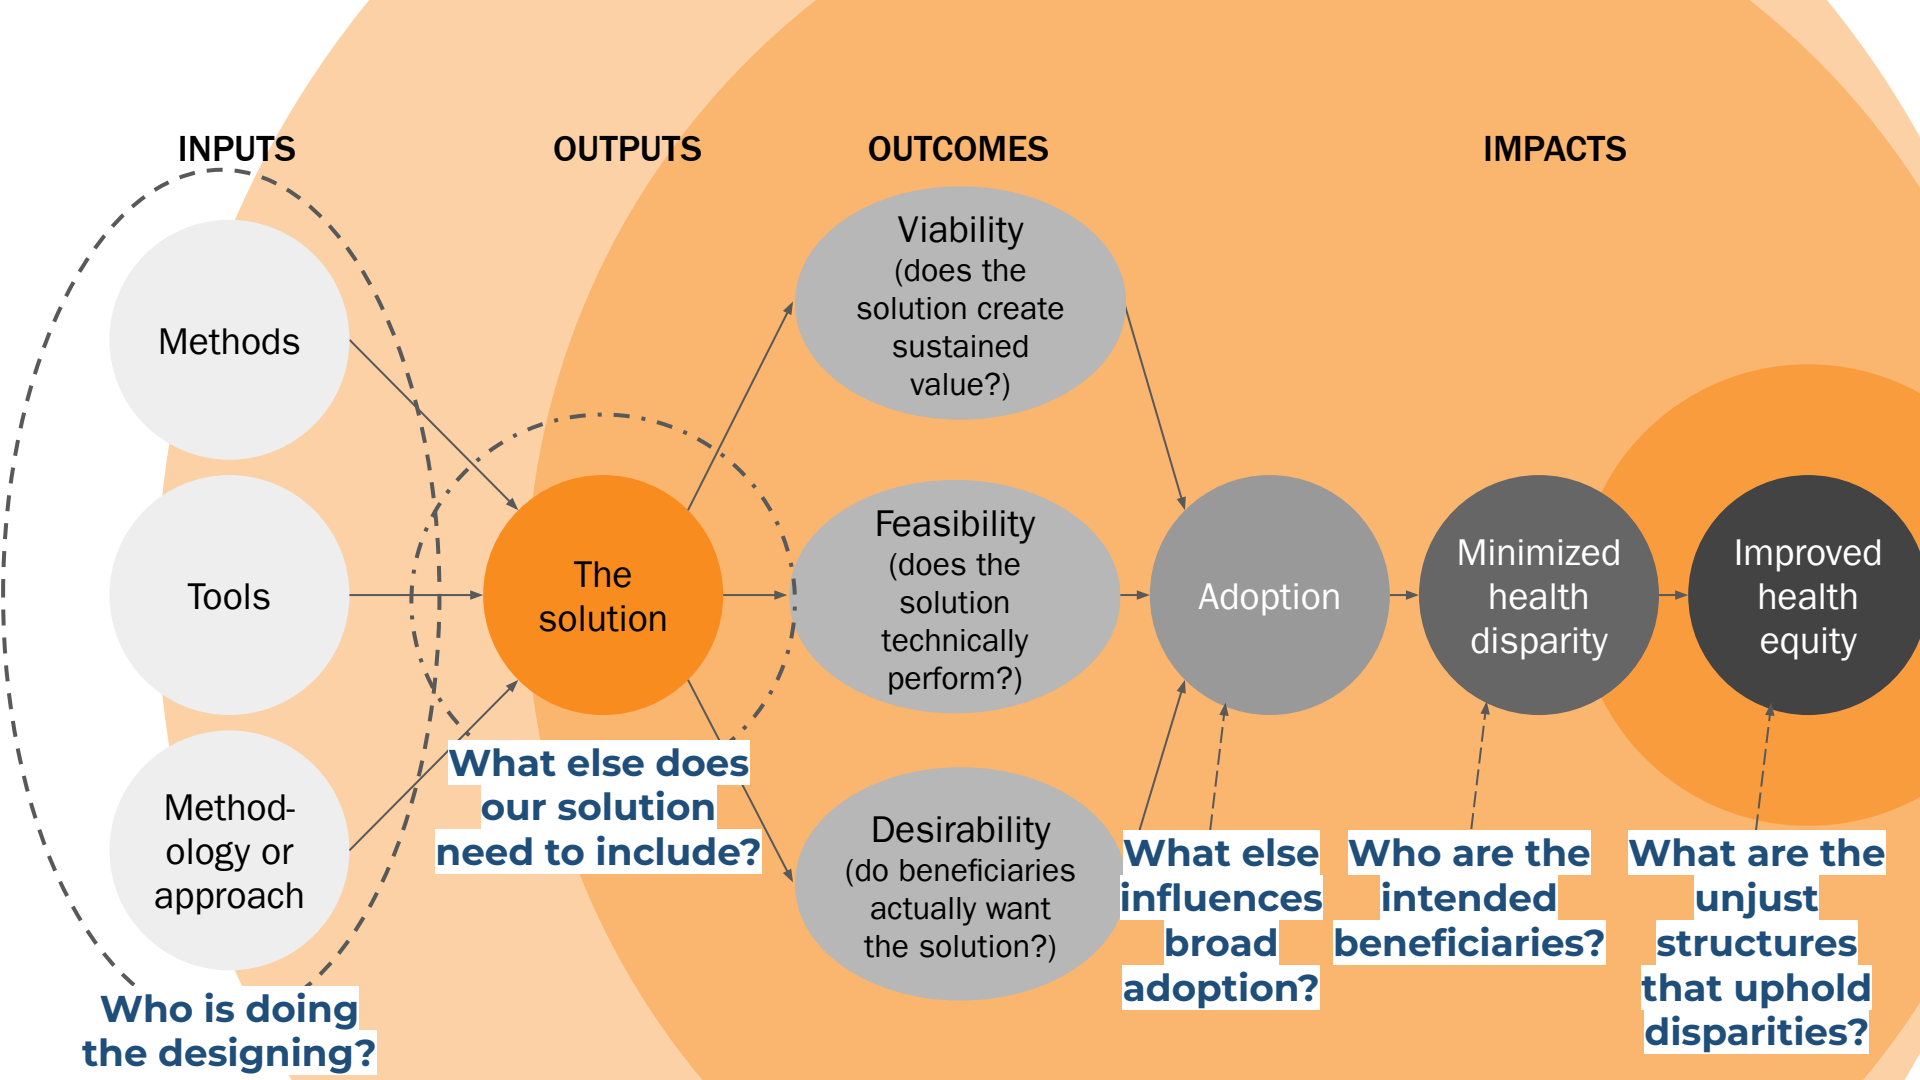 INPUTS
OUTPUTS
OUTCOMES
IMPACTS
Methods
Tools
Method-
ology or
approach
Who is doing
the designing?
The
solution
What else does
our solution
need to include?
Viability
(does the
solution create
sustained
value?)
Feasibility
(does the
solution
technically
perform?)
Desirability
(do beneficiaries
actually want
the solution?)
Adoption
What else
influences
broad
adoption?
Minimized
health
disparity
Who are the
intended
beneficiaries?
Improved
health
equity
What are the
unjust
structures
that uphold
disparities?